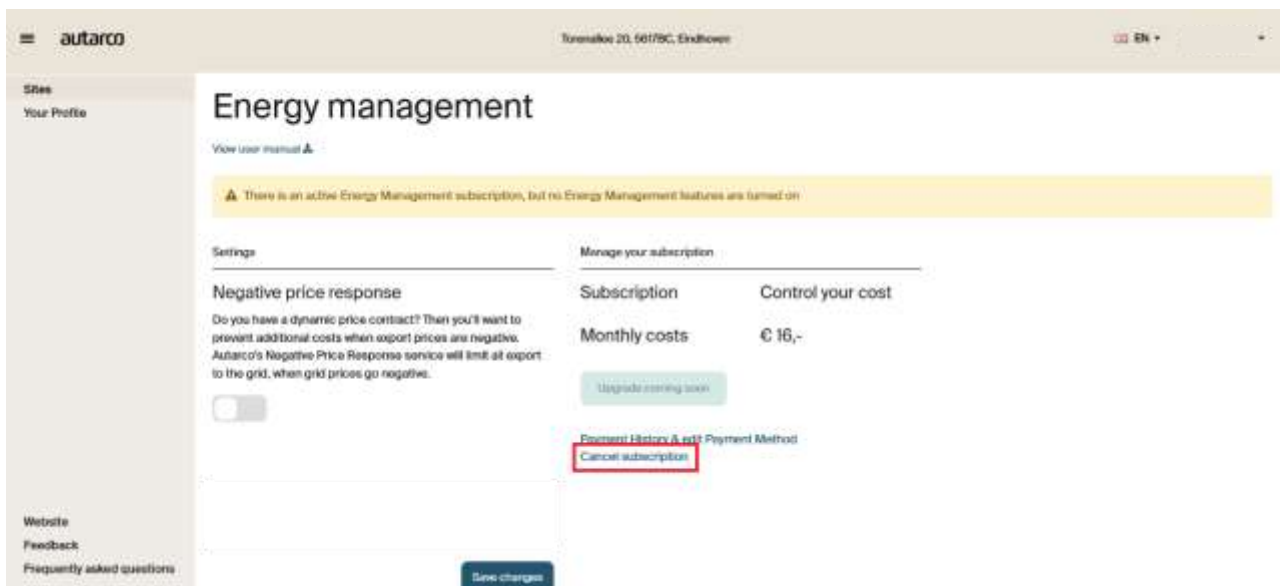 autarco
Torenallee 20, 5617BC, Eindhoven
EN
Sites
Your Profile
Energy management
View user manual
There is an active Energy Management subscription, but no Energy Management features are turned on
Settings
Negative price response
Do you have a dynamic price contract? Then you'll want to
prevent additional costs when export prices are negative.
Autarco's Negative Price Response service will limit all export
to the grid, when grid prices go negative.
Manage your subscription
Subscription Control your cost
Monthly costs € 16,-
Upgrade coming soon
Payment History & edit Payment Method
Cancel subscription
Website
Feedback
Frequently asked questions
Save changes